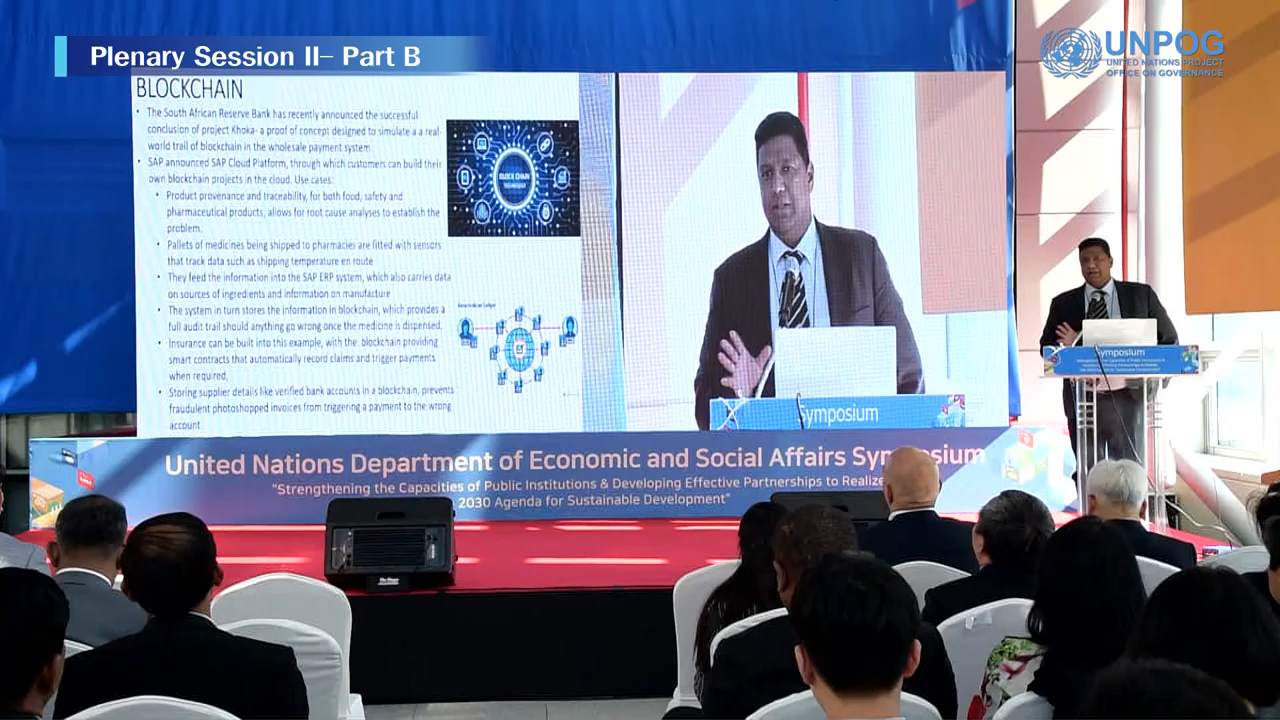 Plenary Session II– Part B
UNPOG
UNITED NATIONS PROJECT
OFFICE ON GOVERNANCE
BLOCKCHAIN
• The South African Reserve Bank has recently announced the successful
conclusion of project Khoka- a proof of concept designed to simulate a a real-
world trail of blockchain in the wholesale payment system
• SAP announced SAP Cloud Platform, through which customers can build their
own blockchain projects in the cloud. Use cases:
• Product provenance and traceability, for both food, safety and
pharmaceutical products, allows for root cause analyses to establish the
problem.
• Pallets of medicines being shipped to pharmacies are fitted with sensors
that track data such as shipping temperature en route
• They feed the information into the SAP ERP system, which also carries data
on sources of ingredients and information on manufacture
• The system in turn stores the information in blockchain, which provides a
full audit trail should anything go wrong once the medicine is dispensed,
• Insurance can be built into this example, with the blockchain providing
smart contracts that automatically record claims and trigger payments
when required,
• Storing supplier details like verified bank accounts in a blockchain, prevents
fraudulent photoshopped invoices from triggering a payment to the wrong
account.
BLOCK CHAIN
TECHNOLOGY
Symposium
Symposium
United Nations Department of Economic and Social Affairs Symposium
"Strengthening the Capacities of Public Institutions & Developing Effective Partnerships to Realize
2030 Agenda for Sustainable Development"